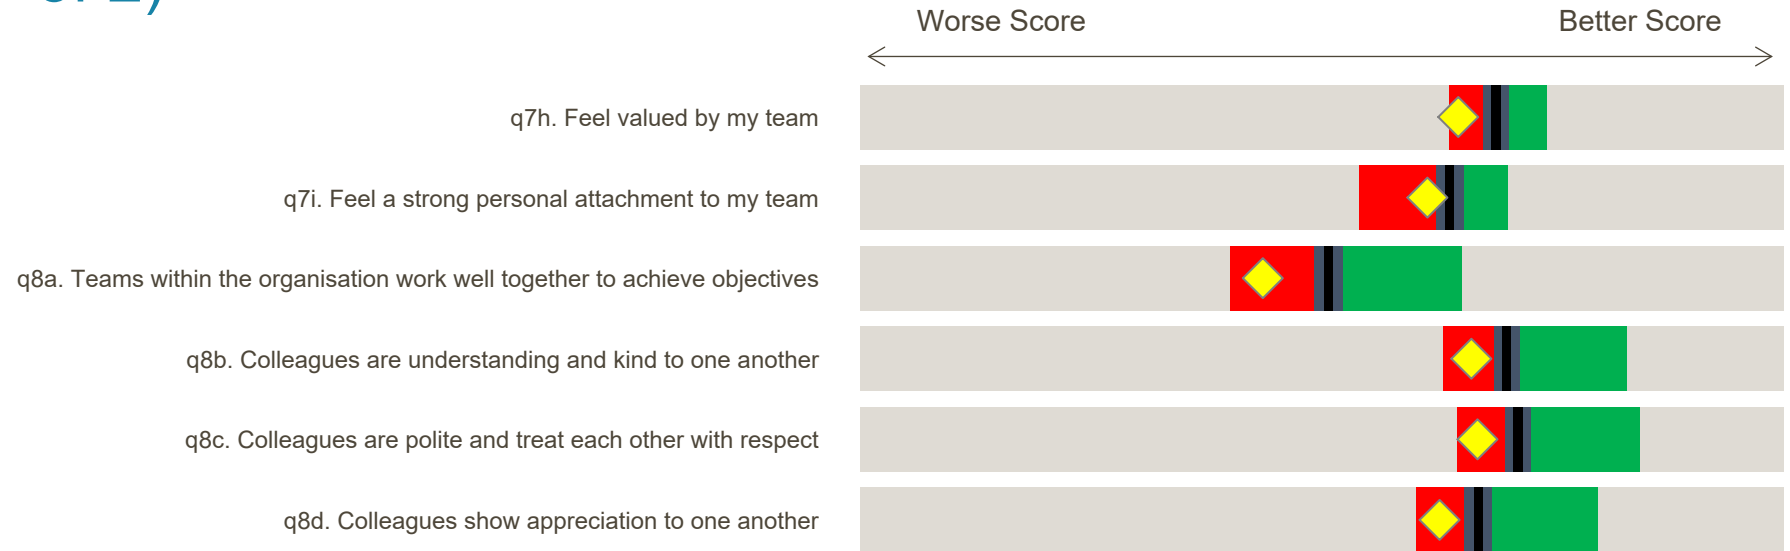 Worse Score
Better Score
q7h. Feel valued by my team
q7i. Feel a strong personal attachment to my team
q8a. Teams within the organisation work well together to achieve objectives
q8b. Colleagues are understanding and kind to one another
q8c. Colleagues are polite and treat each other with respect
q8d. Colleagues show appreciation to one another